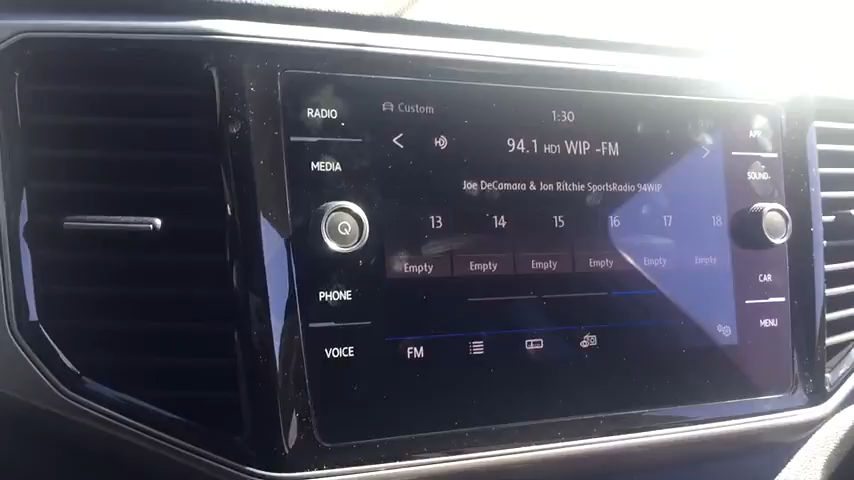 RADIO
MEDIA
PHONE
VOICE
Custom
1:30
94.1 HD1 WIP -FM
Joe DeCamara & Jon Ritchie SportsRadio 94WIP
13 14 15 16 17 18
Empty Empty Empty Empty Empty Empty
FM
APP
SOUND
CAR
MENU